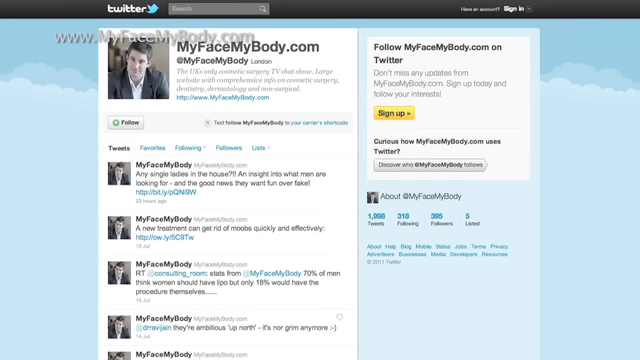 twitter
Search
Have an account? Sign in
www.MyFaceMyBody.com
MyFaceMyBody.com
@MyFaceMyBody London
The UKs only cosmetic surgery TV chat show. Large
website with comprehensive info on cosmetic surgery,
dentistry, dermatology and non-surgical.
http://www.MyFaceMyBody.com
Follow
Text follow MyFaceMyBody to your carrier's shortcode
Tweets Favorites Following Followers Lists
MyFaceMyBody MyFaceMyBody.com
Any single ladies in the house?!! An insight into what men are
looking for - and the good news they want fun over fake!
http://bit.ly/pQNi9W
23 hours ago
MyFaceMyBody MyFaceMyBody.com
A new treatment can get rid of moobs quickly and effectively:
http://ow.ly/5C9Tw
15 Jul
MyFaceMyBody MyFaceMyBody.com
RT @consulting_room: stats from @MyFaceMyBody 70% of men
think women should have lipo but only 18% would have the
procedure themselves......
14 Jul
MyFaceMyBody MyFaceMyBody.com
@drravijain they're ambitious 'up north' - it's nor grim anymore :-)
14 Jul
MyFaceMyBody MyFaceMyBody.com
Follow MyFaceMyBody.com on
Twitter
Don't miss any updates from
MyFaceMyBody.com. Sign up today and
follow your interests!
Sign up »
Curious how MyFaceMyBody.com uses
Twitter?
Discover who @MyFaceMyBody follows
About @MyFaceMyBody
1,998 318 395 5
Tweets Following Followers Listed
About Help Blog Mobile Status Jobs Terms Privacy
Advertisers Businesses Media Developers Resources
© 2011 Twitter